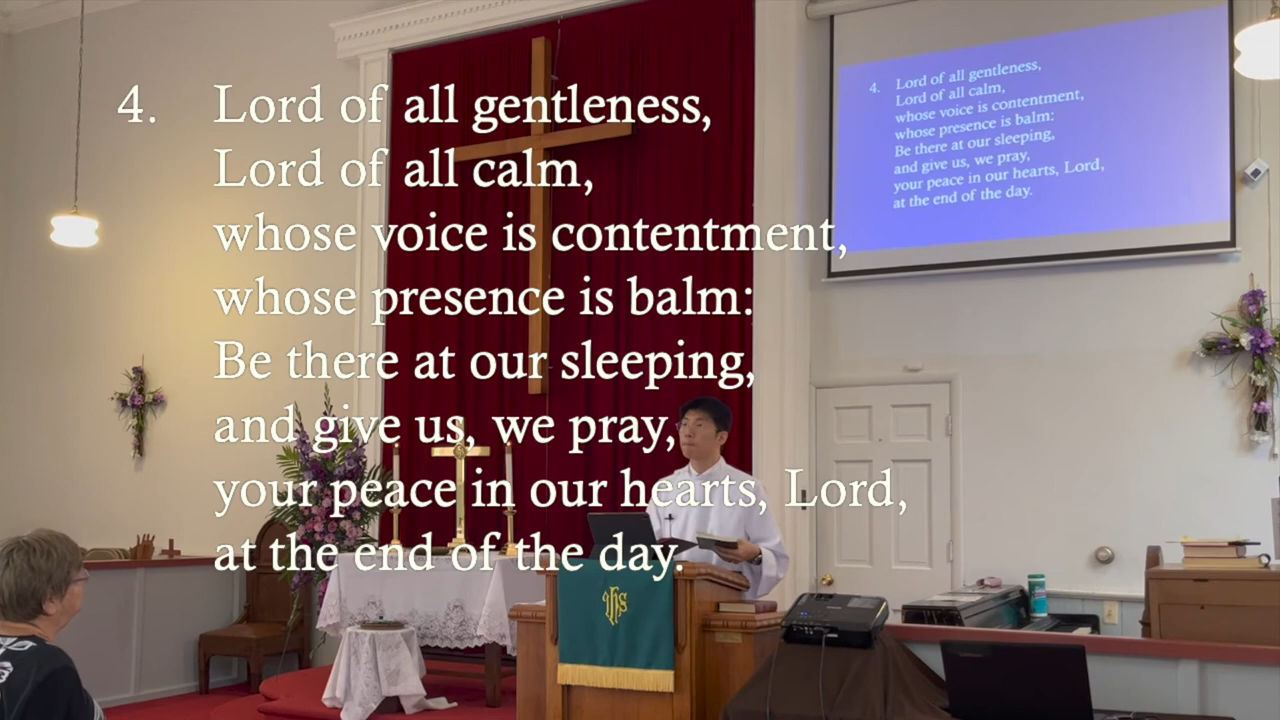 4. Lord of all gentleness,
Lord of all calm,
whose voice is contentment,
whose presence is balm:
Be there at our sleeping,
and give us, we pray,
your peace in our hearts, Lord,
at the end of the day.
4. Lord of all gentleness,
Lord of all calm,
whose voice is contentment,
whose presence is balm:
Be there at our sleeping,
and give us, we pray,
your peace in our hearts, Lord,
at the end of the day.
IHS